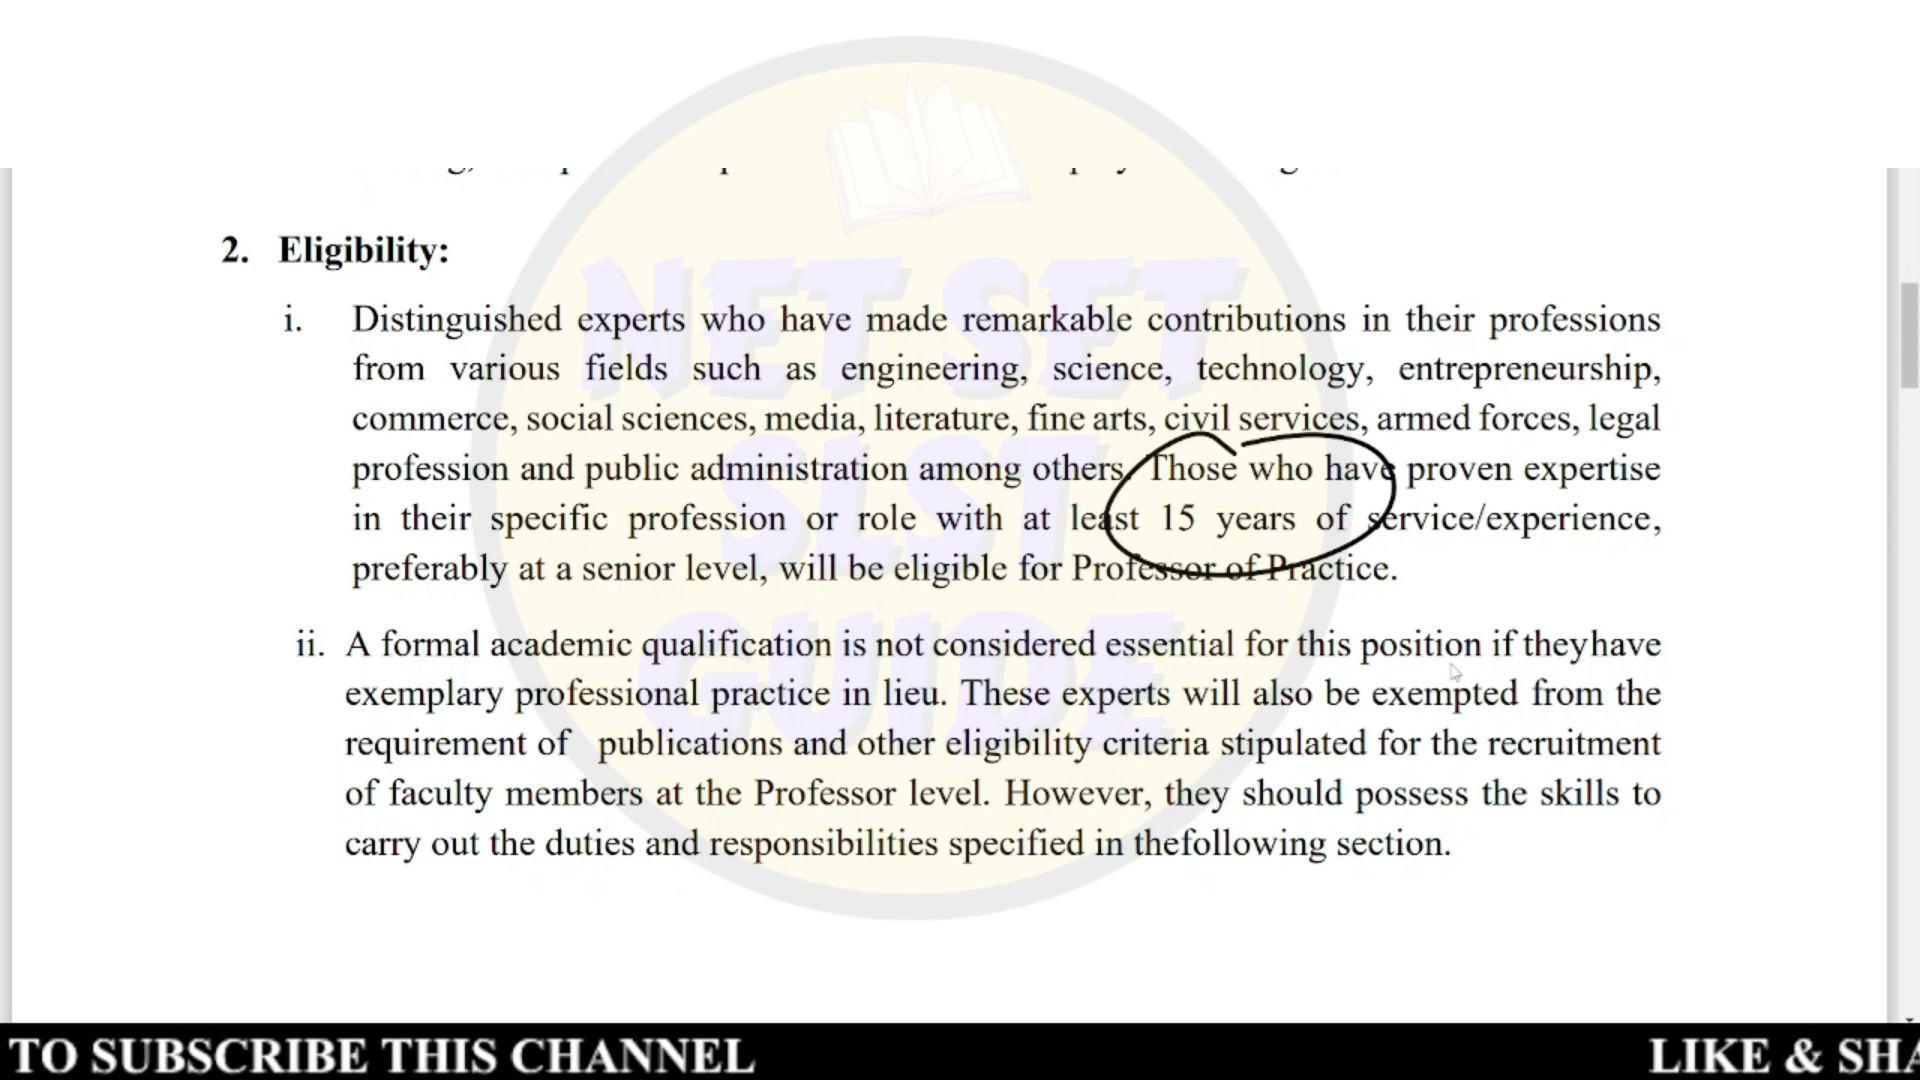 2. Eligibility:
i. Distinguished experts who have made remarkable contributions in their professions
from various fields such as engineering, science, technology, entrepreneurship,
commerce, social sciences, media, literature, fine arts, civil services, armed forces, legal
profession and public administration among others. Those who have proven expertise
in their specific profession or role with at least 15 years of service/experience,
preferably at a senior level, will be eligible for Professor of Practice.
ii. A formal academic qualification is not considered essential for this position if theyhave
exemplary professional practice in lieu. These experts will also be exempted from the
requirement of publications and other eligibility criteria stipulated for the recruitment
of faculty members at the Professor level. However, they should possess the skills to
carry out the duties and responsibilities specified in thefollowing section.
NET SET
SLST
GUIDE
TO SUBSCRIBE THIS CHANNEL
LIKE & SHA